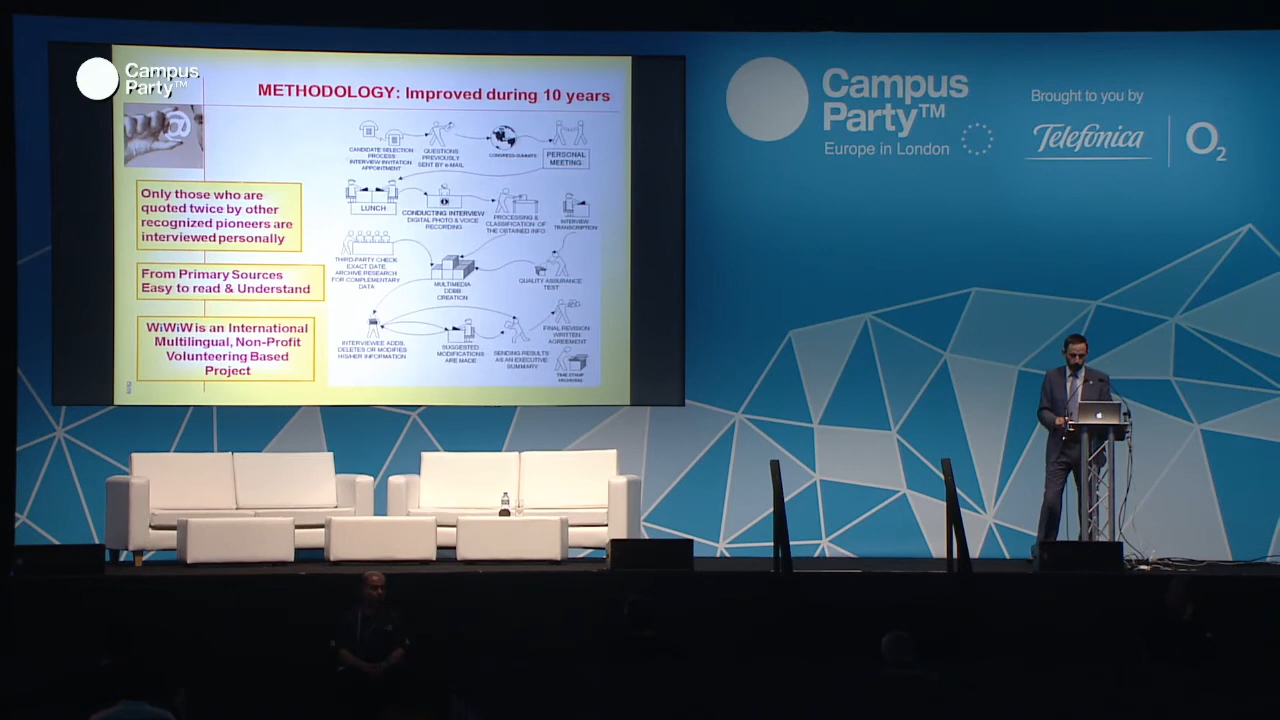 Campus
Party™
METHODOLOGY: Improved during 10 years
CANDIDATE SELECTION
PROCESS:
INTERVIEW INVITATION
APPOINTMENT
QUESTIONS
PREVIOUSLY
SENT BY e-MAIL
CONGRESS-SUMMITS
PERSONAL
MEETING
Only those who are
quoted twice by other
recognized pioneers are
interviewed personally
LUNCH
CONDUCTING INTERVIEW
DIGITAL PHOTO & VOICE
RECORDING
PROCESSING &
CLASSIFICATION OF
THE OBTAINED INFO
INTERVIEW
TRANSCRIPTION
From Primary Sources
Easy to read & Understand
THIRD-PARTY CHECK
EXACT DATE
ARCHIVE RESEARCH
FOR COMPLEMENTARY
DATA
MULTIMEDIA
DDBB
CREATION
QUALITY ASSURANCE
TEST
WiWiW is an International
Multilingual, Non-Profit
Volunteering Based
Project
INTERVIEWEE ADDS,
DELETES OR MODIFIES
HIS/HER INFORMATION
SUGGESTED
MODIFICATIONS
ARE MADE
SENDING RESULTS
AS AN EXECUTIVE
SUMMARY
FINAL REVISION
WRITTEN
AGREEMENT
Campus
Party™
Europe in London
Brought to you by
Telefónica
O2